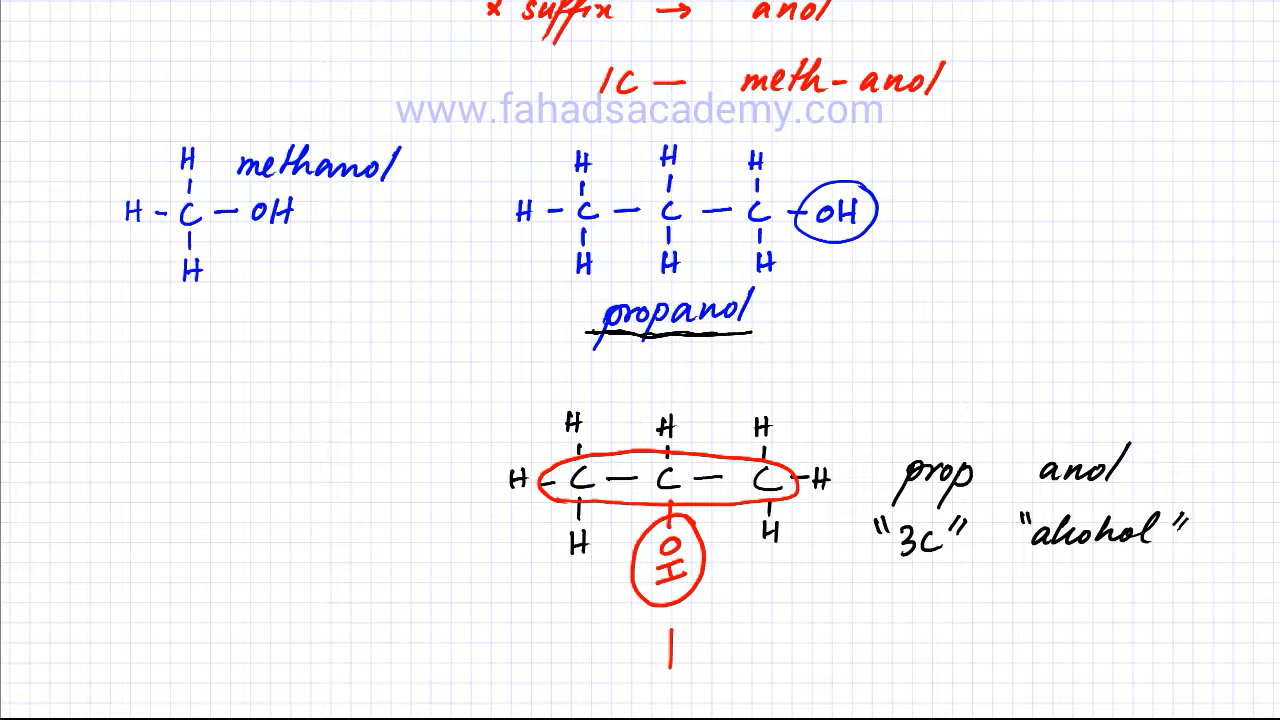 * suffix → anol
1C — meth-anol
www.fahadsacademy.com
H methanol
H - C - OH
H
H H H
H - C - C - C - OH
H H H
propanol
H H H
H - C - C - C - H
H OH H
prop anol
"3C" "alcohol"